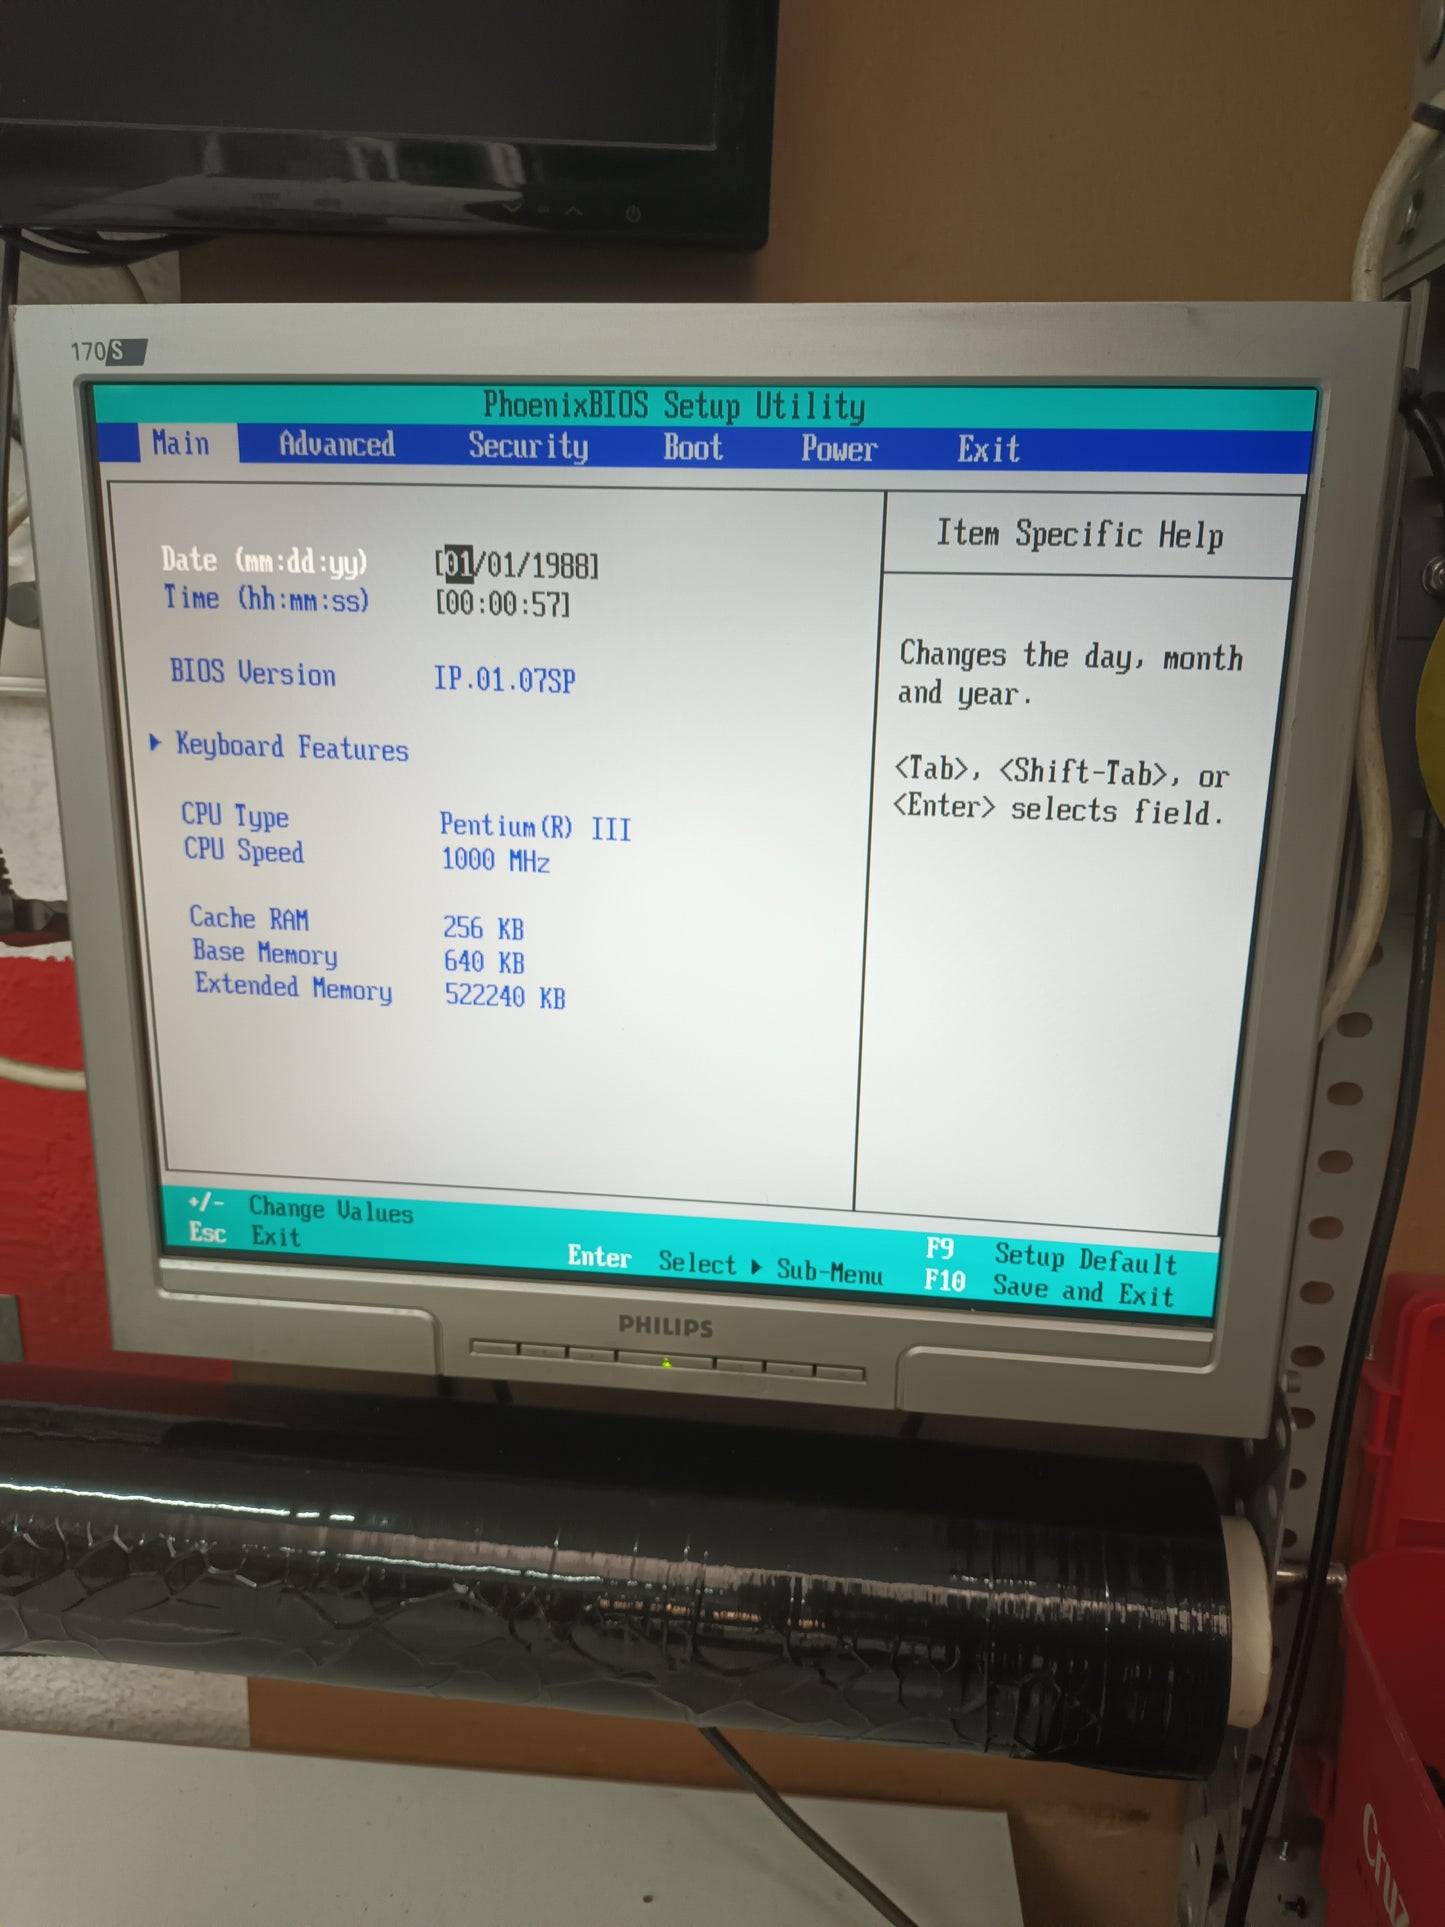 170S
PhoenixBIOS Setup Utility
Main Advanced Security Boot Power Exit
Item Specific Help
Date (mm:dd:yy) [01/01/1988]
Time (hh:mm:ss) [00:00:57]
BIOS Version IP.01.07SP
Keyboard Features
CPU Type Pentium(R) III
CPU Speed 1000 MHz
Cache RAM 256 KB
Base Memory 640 KB
Extended Memory 522240 KB
Changes the day, month
and year.
<Tab>, <Shift-Tab>, or
<Enter> selects field.
+/- Change Values
Esc Exit
Enter Select ▶ Sub-Menu
F9 Setup Default
F10 Save and Exit
PHILIPS